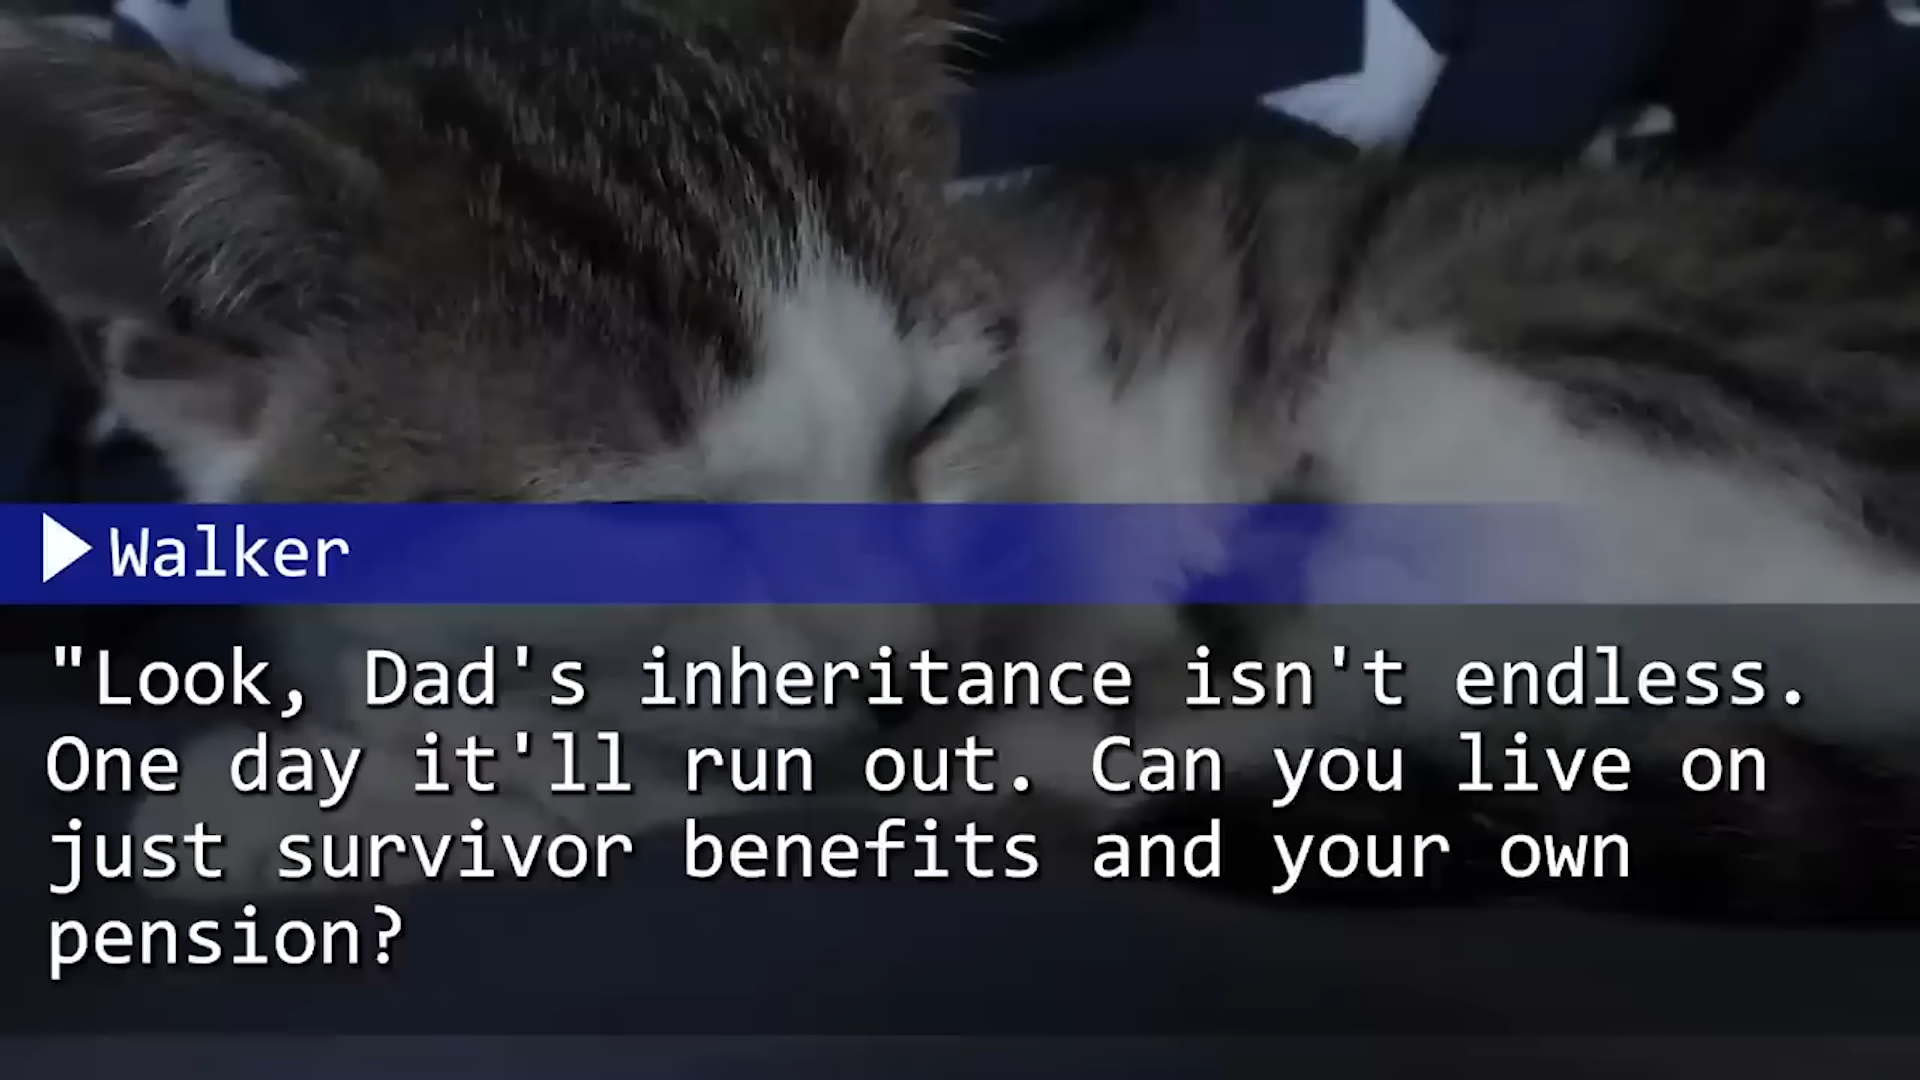 Walker
"Look, Dad's inheritance isn't endless.
One day it'll run out. Can you live on
just survivor benefits and your own
pension?